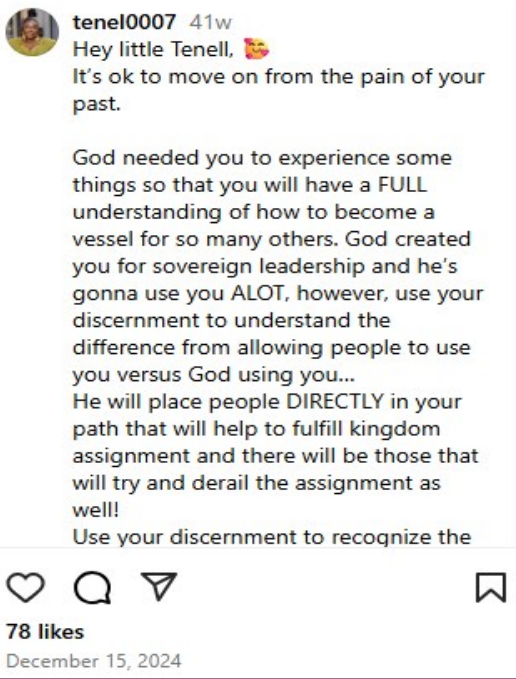 tenel0007 41w
Hey little Tenell, 🥰
It's ok to move on from the pain of your
past.
God needed you to experience some
things so that you will have a FULL
understanding of how to become a
vessel for so many others. God created
you for sovereign leadership and he's
gonna use you ALOT, however, use your
discernment to understand the
difference from allowing people to use
you versus God using you...
He will place people DIRECTLY in your
path that will help to fulfill kingdom
assignment and there will be those that
will try and derail the assignment as
well!
Use your discernment to recognize the
78 likes
December 15, 2024